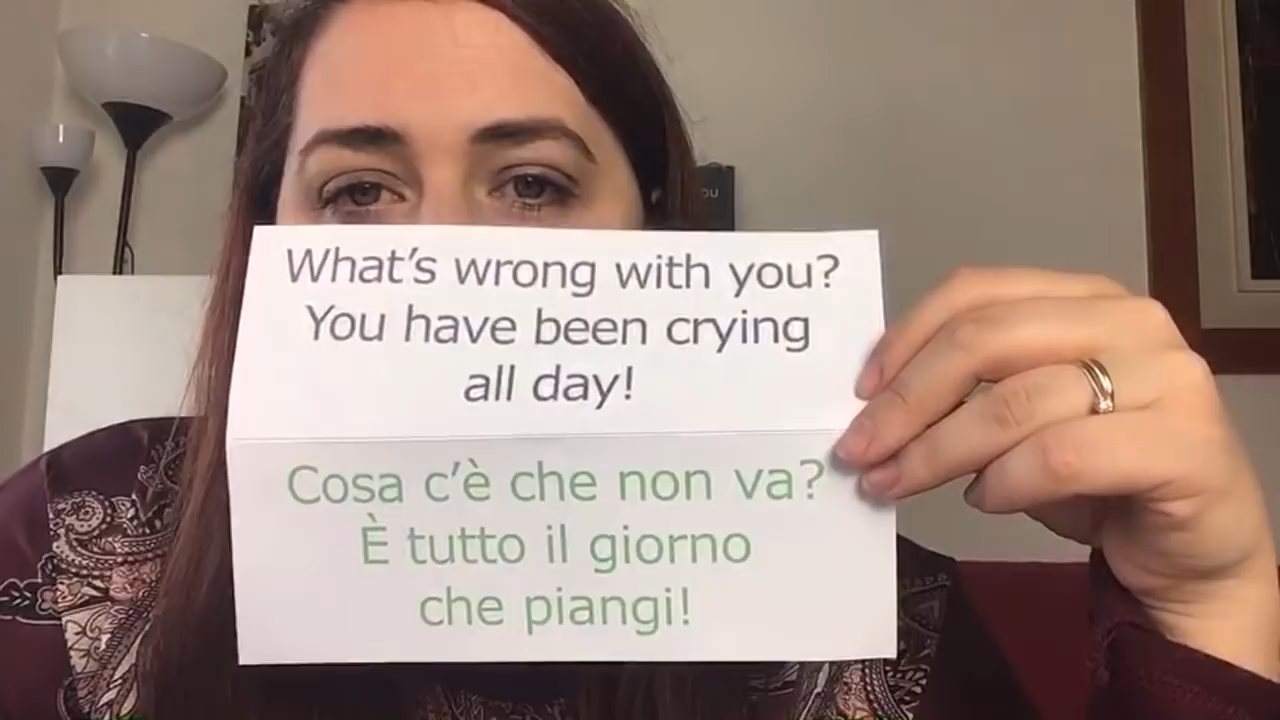 What's wrong with you?
You have been crying
all day!
Cosa c'è che non va?
È tutto il giorno
che piangi!
ou